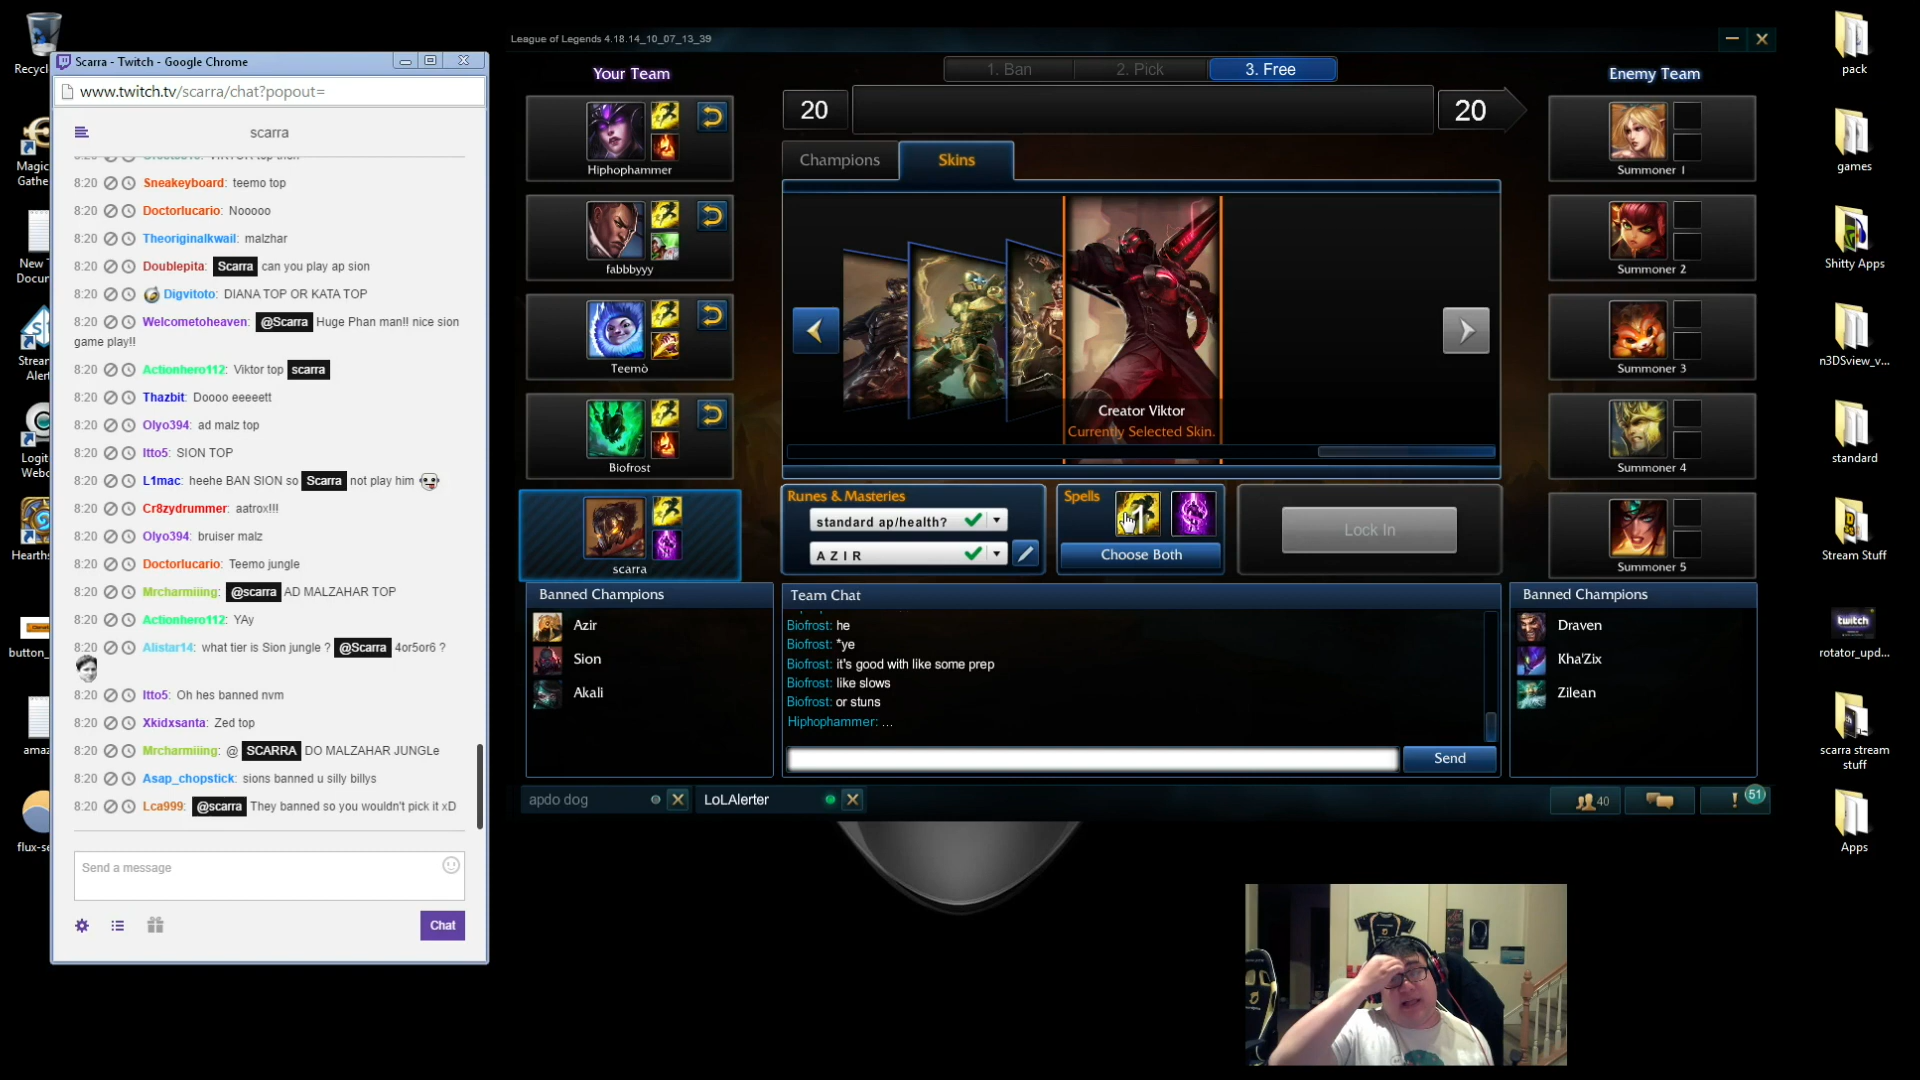 Recycl
Magic
Gathe
New T
Docum
Strear
Alert
Logit
Webc
Hearths
button_
amaz
flux-se
Scarra - Twitch - Google Chrome
www.twitch.tv/scarra/chat?popout=
scarra
8:20 Sneakeyboard: teemo top
8:20 Doctorlucario: Nooooo
8:20 Theoriginalkwail: malzhar
8:20 Doublepita: Scarra can you play ap sion
8:20 Digvitoto: DIANA TOP OR KATA TOP
8:20 Welcometoheaven: @Scarra Huge Phan man!! nice sion
game play!!
8:20 Actionhero112: Viktor top scarra
8:20 Thazbit: Doooo eeeeett
8:20 Olyo394: ad malz top
8:20 Itto5: SION TOP
8:20 L1mac: heehe BAN SION so Scarra not play him
8:20 Cr8zydrummer: aatrox!!!
8:20 Olyo394: bruiser malz
8:20 Doctorlucario: Teemo jungle
8:20 Mrcharmiiing: @scarra AD MALZAHAR TOP
8:20 Actionhero112: YAy
8:20 Alistar14: what tier is Sion jungle ? @Scarra 4or5or6 ?
8:20 Itto5: Oh hes banned nvm
8:20 Xkidxsanta: Zed top
8:20 Mrcharmiiing: @ SCARRA DO MALZAHAR JUNGLe
8:20 Asap_chopstick: sions banned u silly billys
8:20 Lca999: @scarra They banned so you wouldn't pick it xD
Send a message
Chat
League of Legends 4.18.14_10_07_13_39
Your Team
1. Ban
2. Pick
3. Free
Enemy Team
20
20
Hiphophammer
fabbbyyy
Teemò
Biofrost
scarra
Champions
Skins
Creator Viktor
Currently Selected Skin.
Runes & Masteries
standard ap/health?
A Z I R
Spells
Choose Both
Lock In
Summoner 1
Summoner 2
Summoner 3
Summoner 4
Summoner 5
Banned Champions
Azir
Sion
Akali
Team Chat
Biofrost: he
Biofrost: *ye
Biofrost: it's good with like some prep
Biofrost: like slows
Biofrost: or stuns
Hiphophammer: ...
Send
Banned Champions
Draven
Kha'Zix
Zilean
apdo dog
LoLAlerter
40
51
pack
games
Shitty Apps
n3DSview_v...
standard
Stream Stuff
twitch
rotator_upd...
scarra stream
stuff
Apps